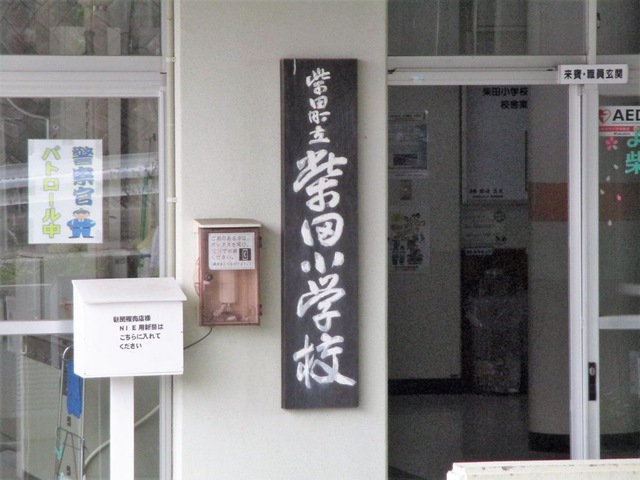 柴田町立
柴田小学校
来賓・職員玄関
柴田小学校
校舎案
AED
お
柴
警察官
パトロール中
新聞販売店様
NIE用新聞は
こちらに入れて
ください